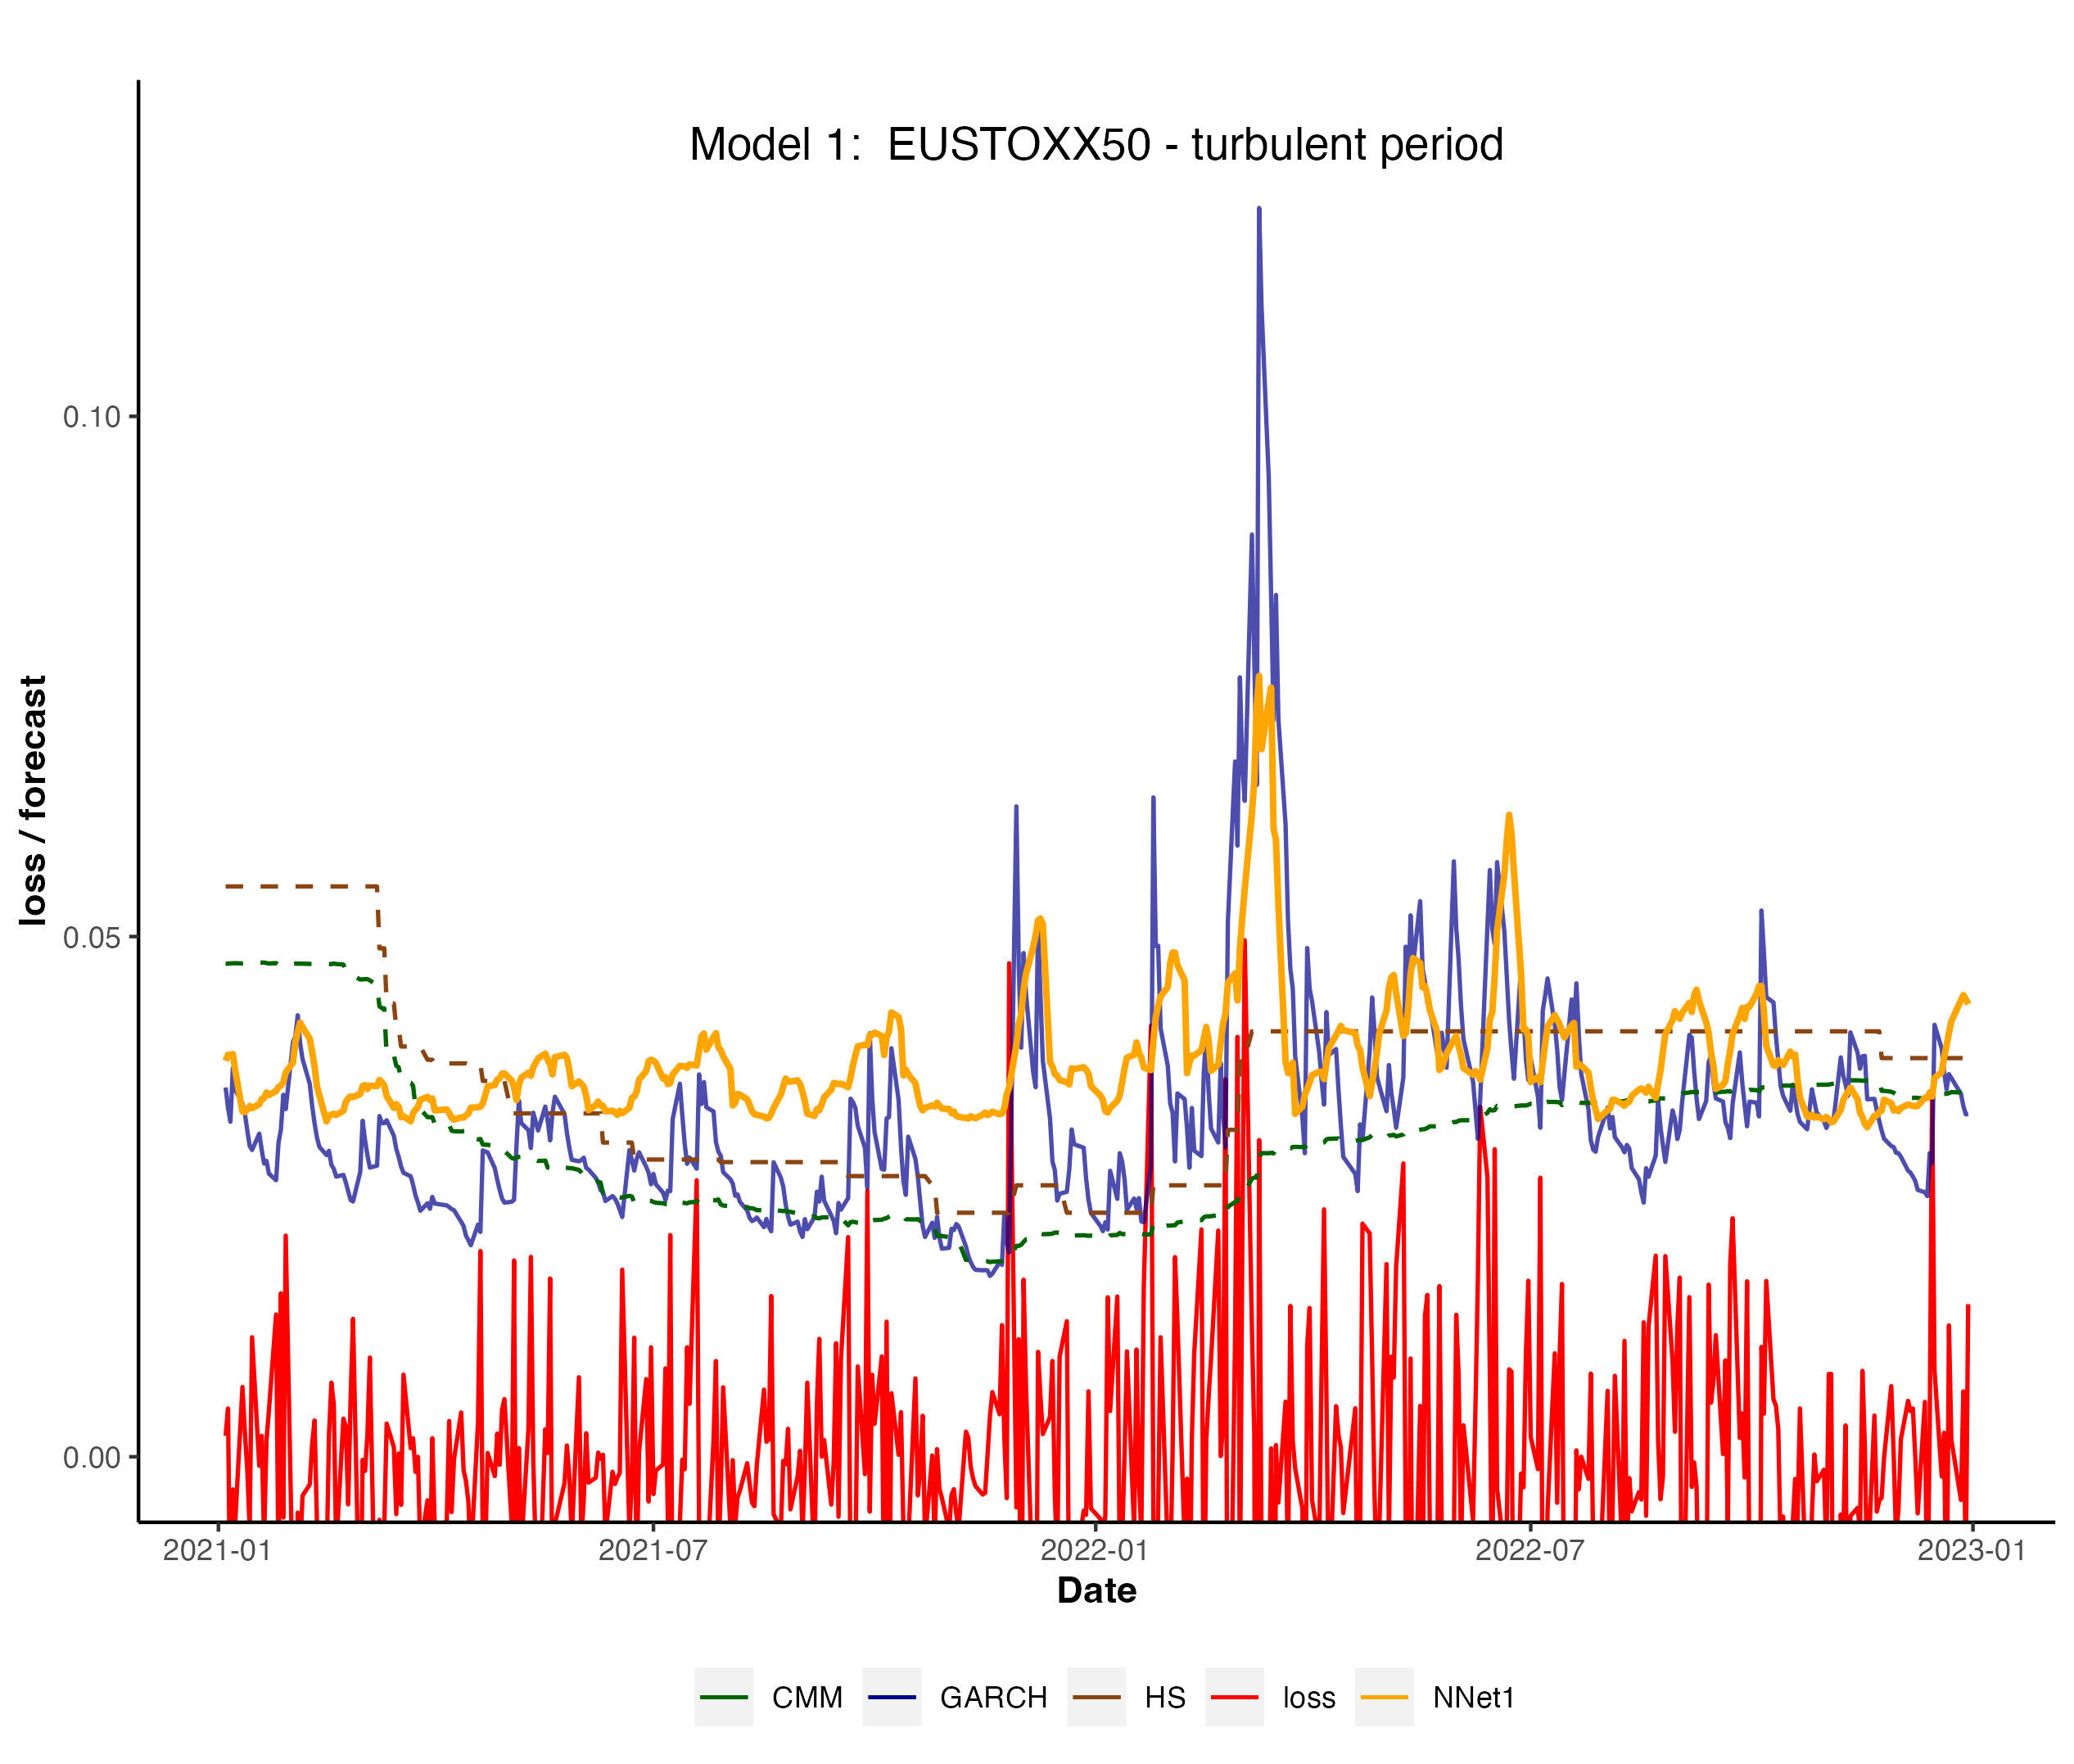 Model 1:  EUSTOXX50 - turbulent period
loss / forecast
0.10
0.05
0.00
2021-01 2021-07 2022-01 2022-07 2023-01
Date
CMM GARCH HS loss NNet1